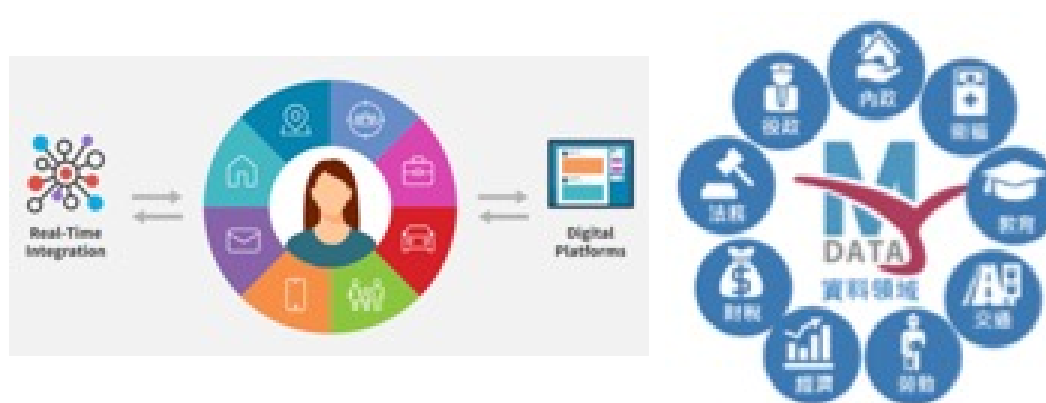 Real-Time
Integration
Digital
Platforms
內政
役政
衛福
法務
教育
MY
DATA
資料領域
財稅
交通
經濟
勞動